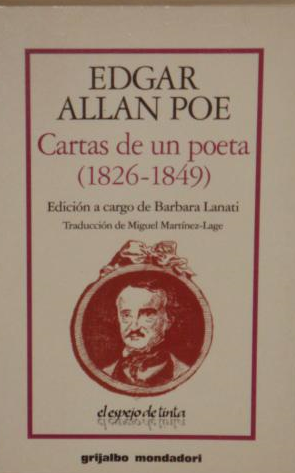 EDGAR
ALLAN POE
Cartas de un poeta
(1826-1849)
Edición a cargo de Barbara Lanati
Traducción de Miguel Martínez-Lage
el espejo de tinta
grijalbo mondadori